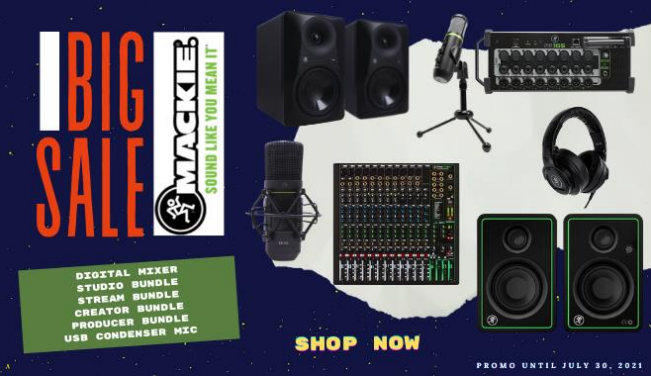 BIG
SALE
MACKIE.
SOUND LIKE YOU MEAN IT™
DIGITAL MIXER
STUDIO BUNDLE
STREAM BUNDLE
CREATOR BUNDLE
PRODUCER BUNDLE
USB CONDENSER MIC
SHOP NOW
PROMO UNTIL JULY 30, 2021